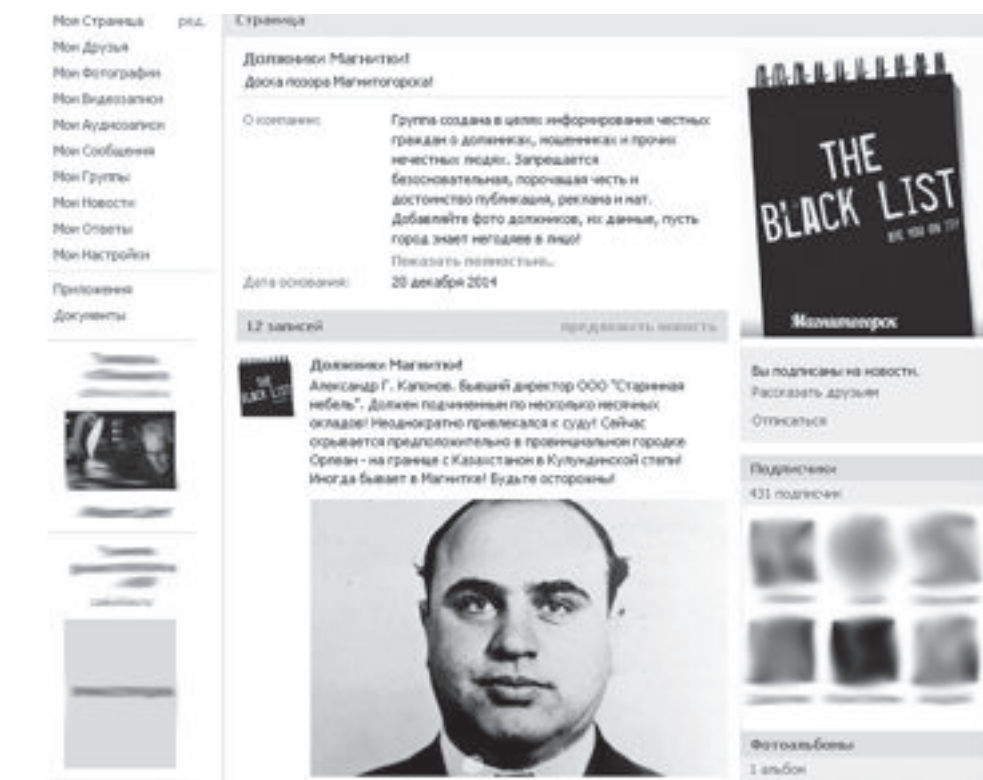 Моя Страница ред.
Мои Друзья
Мои Фотографии
Мои Видеозаписи
Мои Аудиозаписи
Мои Сообщения
Мои Группы
Мои Новости
Мои Ответы
Мои Настройки
Приложения
Документы
Страница
Должники Магнитки!
Доска позора Магнитогорска!
О компании:
Группа создана в целях информирования честных
граждан о должниках, мошенниках и прочих
нечестных людях. Запрещается
безосновательная, порочащая честь и
достоинство публикация, реклама и мат.
Добавляйте фото должников, их данные, пусть
город знает негодяев в лицо!
Показать полностью..
Дата основания: 20 декабря 2014
12 записей предложить новость
THE
BLACK LIST
Должники Магнитки!
Александр Г. Капонов. Бывший директор ООО "Старинная
мебель". Должен подчиненным по несколько месячных
окладов! Неоднократно привлекался к суду! Сейчас
скрывается предположительно в провинциальном городке
Орлеан - на границе с Казахстаном в Кулундинской степи!
Иногда бывает в Магнитке! Будьте осторожны!
THE
BLACK LIST
ARE YOU ON IT?
Магнитогорск
Вы подписаны на новости.
Рассказать друзьям
Отписаться
Подписчики
431 подписчик
Фотоальбомы
1 альбом